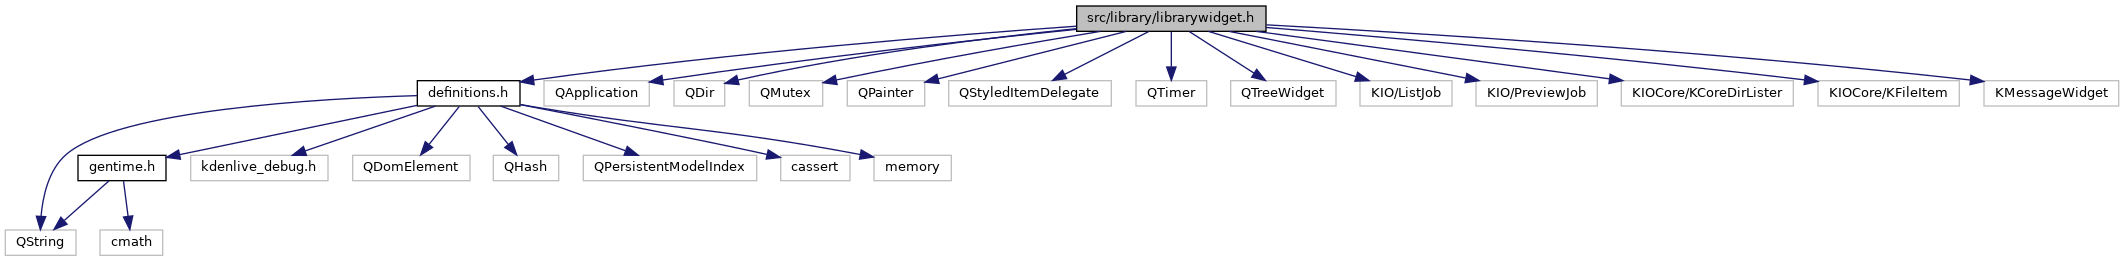 src/library/librarywidget.h
definitions.h
QApplication
QDir
QMutex
QPainter
QStyledItemDelegate
QTimer
QTreeWidget
KIO/ListJob
KIO/PreviewJob
KIOCore/KCoreDirLister
KIOCore/KFileItem
KMessageWidget
gentime.h
kdenlive_debug.h
QDomElement
QHash
QPersistentModelIndex
cassert
memory
QString
cmath